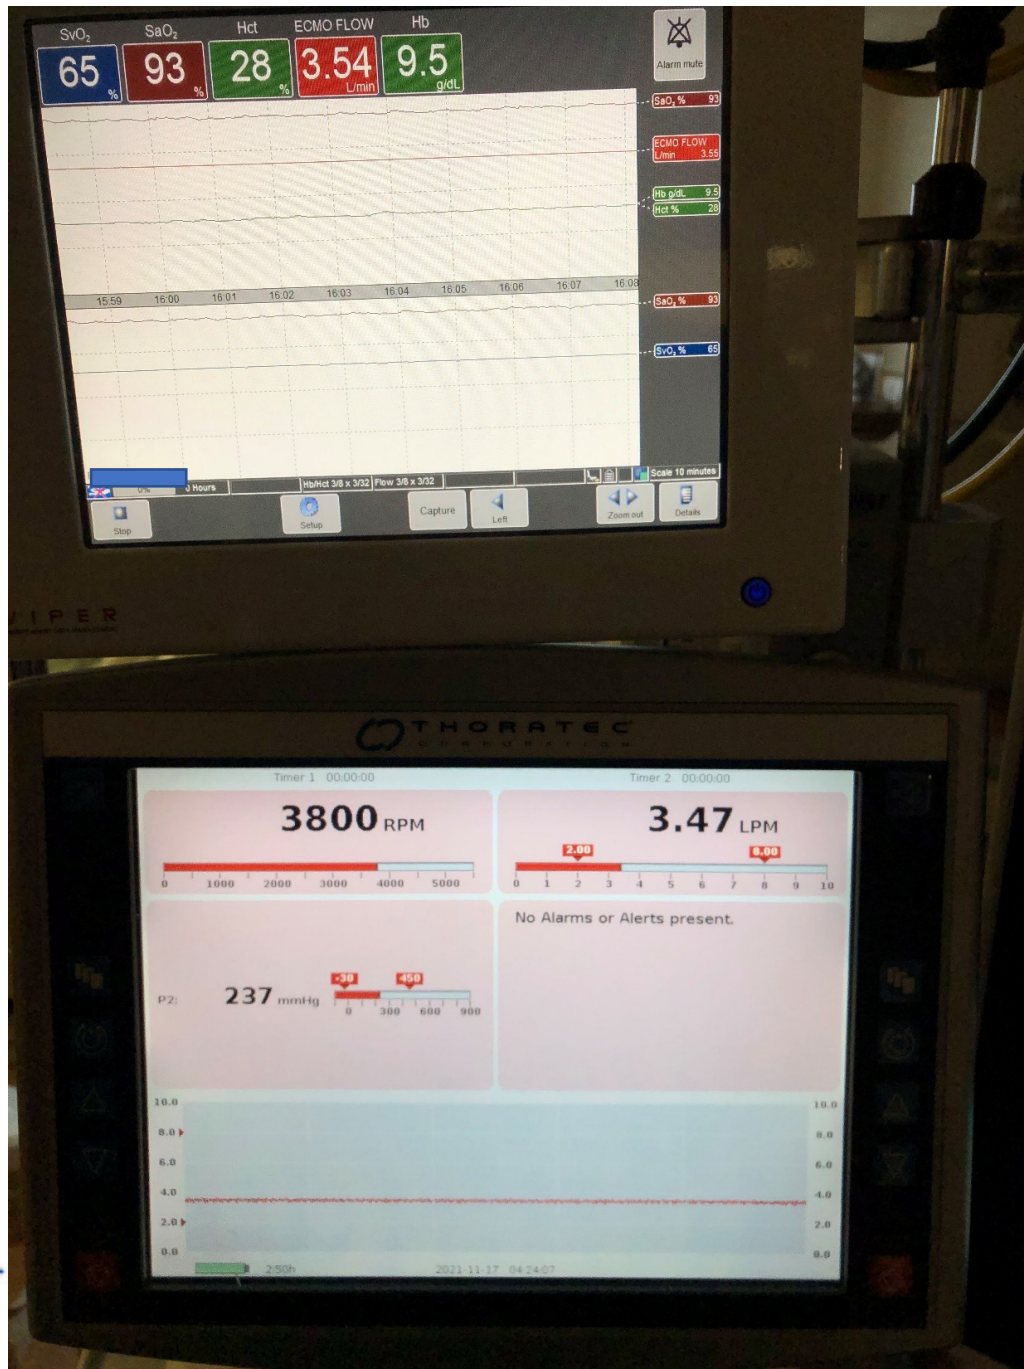 SvO₂ SaO₂ Hct ECMO FLOW Hb
65 % 93 % 28 % 3.54 L/min 9.5 g/dL
Alarm mute
SaO₂ % 93
ECMO FLOW
L/min 3.55
Hb g/dL 9.5
Hct % 28
15:59 16:00 16:01 16:02 16:03 16:04 16:05 16:06 16:07 16:08
SaO₂ % 93
SvO₂ % 65
0% 0 Hours Hb/Hct 3/8 x 3/32 Flow 3/8 x 3/32 Scale 10 minutes
Stop Setup Capture Left Zoom out Details
VIPER
THORATEC
CORPORATION
Timer 1 00:00:00 Timer 2 00:00:00
3800 RPM 3.47 LPM
2.00 8.00
0 1000 2000 3000 4000 5000 0 1 2 3 4 5 6 7 8 9 10
No Alarms or Alerts present.
-30 450
P2: 237 mmHg
0 300 600 900
10.0 10.0
8.0 8.0
6.0 6.0
4.0 4.0
2.0 2.0
0.0 0.0
2:50h 2021-11-17 04:24:07